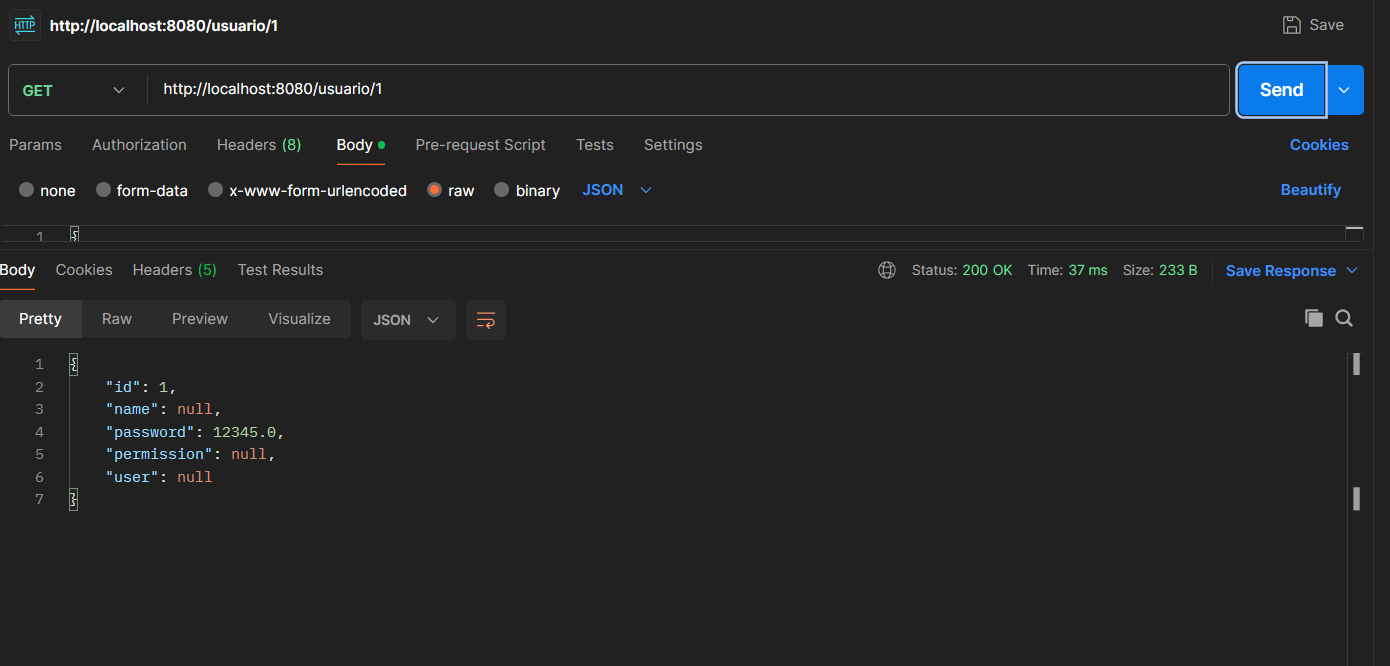 HTTP http://localhost:8080/usuario/1 Save
GET http://localhost:8080/usuario/1 Send
Params Authorization Headers (8) Body Pre-request Script Tests Settings Cookies
none form-data x-www-form-urlencoded raw binary JSON Beautify
1 {
Body Cookies Headers (5) Test Results Status: 200 OK Time: 37 ms Size: 233 B Save Response
Pretty Raw Preview Visualize JSON
1 {
2 "id": 1,
3 "name": null,
4 "password": 12345.0,
5 "permission": null,
6 "user": null
7 }